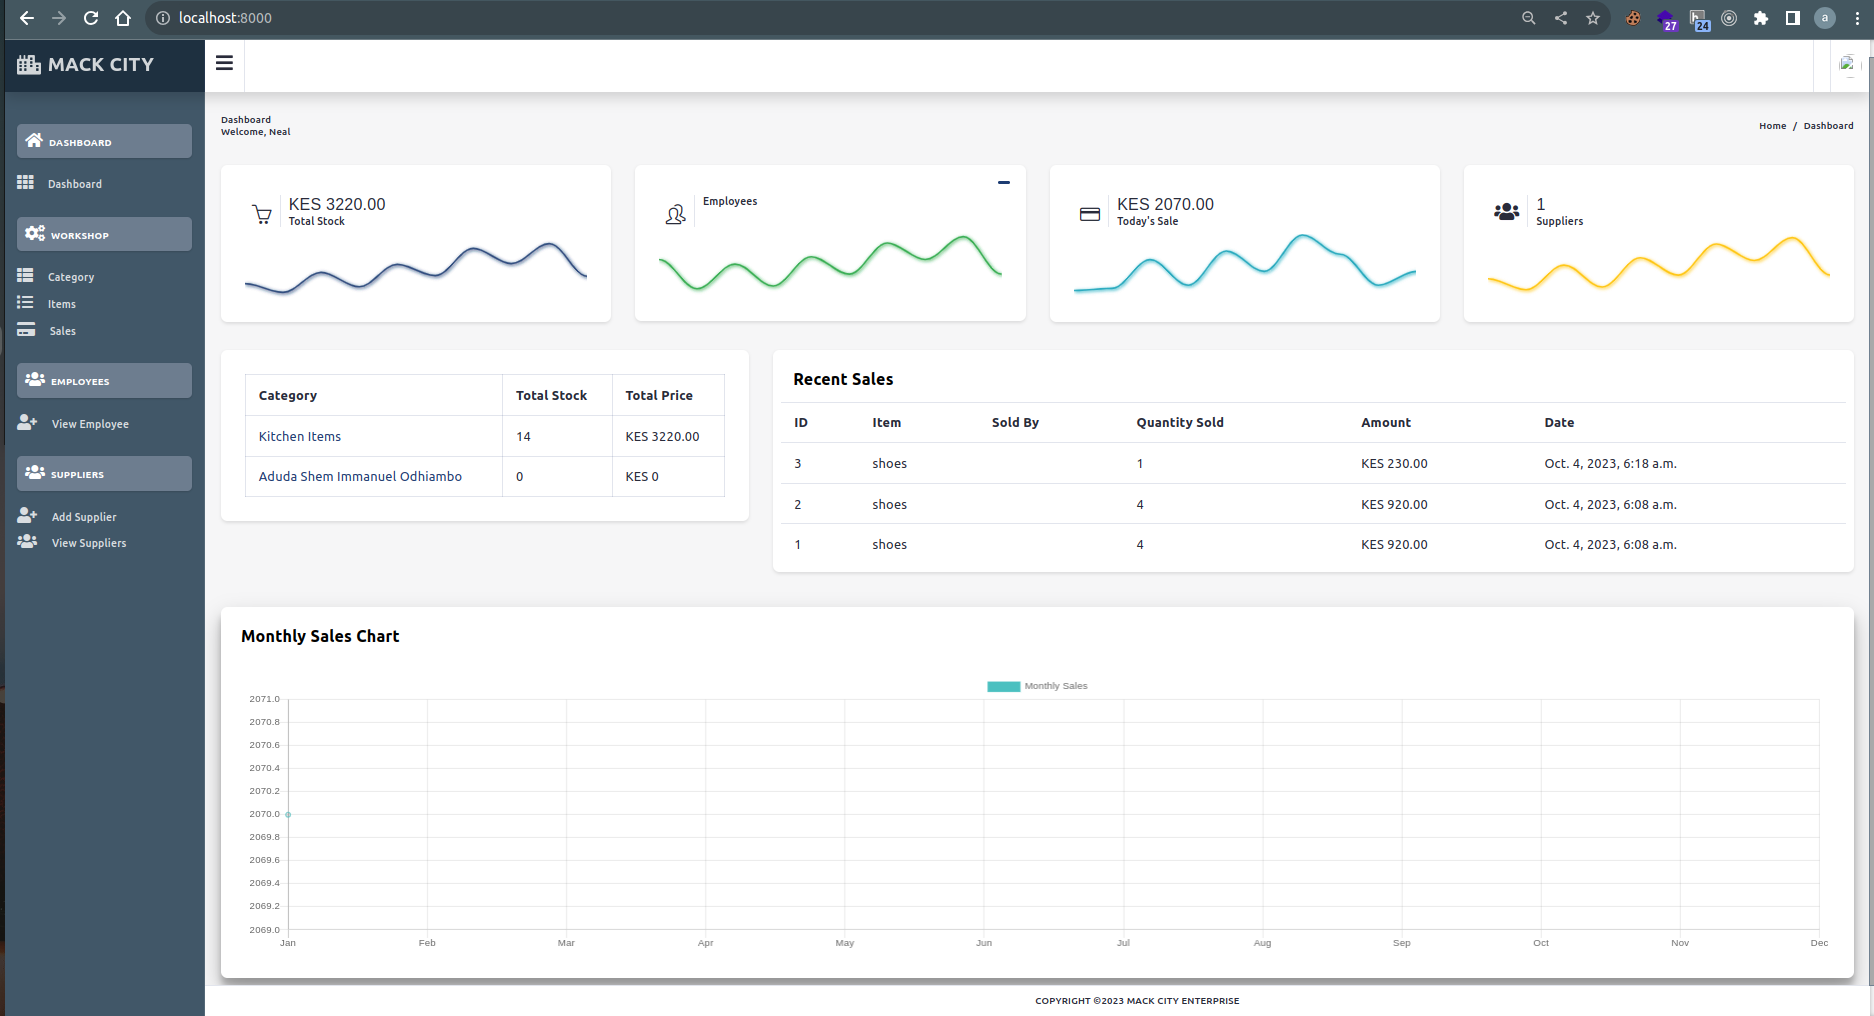 localhost:8000
27
24
a
MACK CITY
Dashboard
Welcome, Neal
Home / Dashboard
DASHBOARD
Dashboard
WORKSHOP
Category
Items
Sales
EMPLOYEES
View Employee
SUPPLIERS
Add Supplier
View Suppliers
KES 3220.00
Total Stock
Employees
KES 2070.00
Today's Sale
1
Suppliers
Category Total Stock Total Price
Kitchen Items 14 KES 3220.00
Aduda Shem Immanuel Odhiambo 0 KES 0
Recent Sales
ID Item Sold By Quantity Sold Amount Date
3 shoes 1 KES 230.00 Oct. 4, 2023, 6:18 a.m.
2 shoes 4 KES 920.00 Oct. 4, 2023, 6:08 a.m.
1 shoes 4 KES 920.00 Oct. 4, 2023, 6:08 a.m.
Monthly Sales Chart
Monthly Sales
2071.0
2070.8
2070.6
2070.4
2070.2
2070.0
2069.8
2069.6
2069.4
2069.2
2069.0
Jan Feb Mar Apr May Jun Jul Aug Sep Oct Nov Dec
COPYRIGHT ©2023 MACK CITY ENTERPRISE